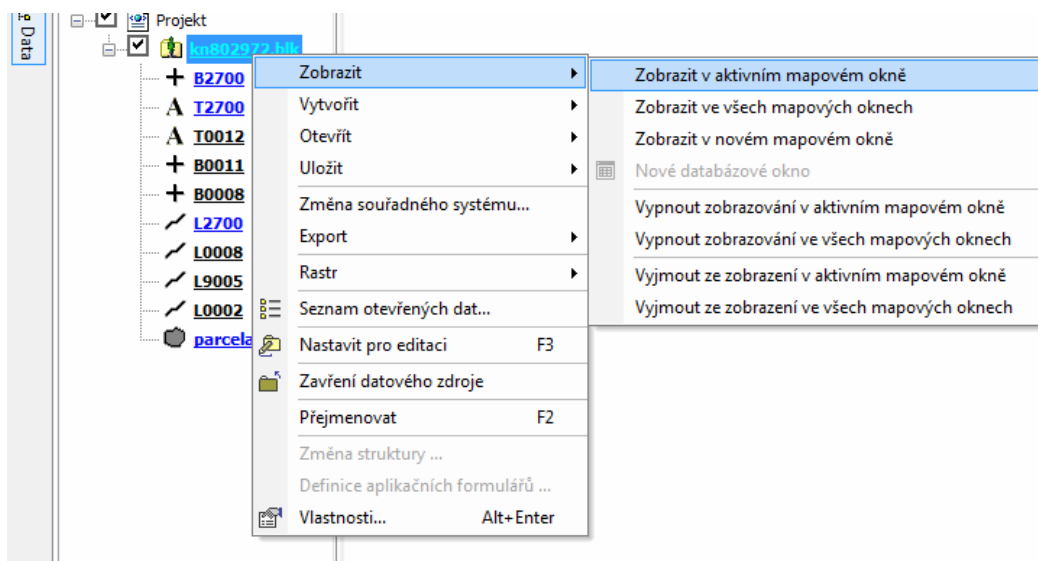 Data
Projekt
kn802972.blk
B2700
T2700
T0012
B0011
B0008
L2700
L0008
L9005
L0002
parcela
Zobrazit
Vytvořit
Otevřít
Uložit
Změna souřadného systému...
Export
Rastr
Seznam otevřených dat...
Nastavit pro editaci F3
Zavření datového zdroje
Přejmenovat F2
Změna struktury ...
Definice aplikačních formulářů ...
Vlastnosti... Alt+Enter
Zobrazit v aktivním mapovém okně
Zobrazit ve všech mapových oknech
Zobrazit v novém mapovém okně
Nové databázové okno
Vypnout zobrazování v aktivním mapovém okně
Vypnout zobrazování ve všech mapových oknech
Vyjmout ze zobrazení v aktivním mapovém okně
Vyjmout ze zobrazení ve všech mapových oknech